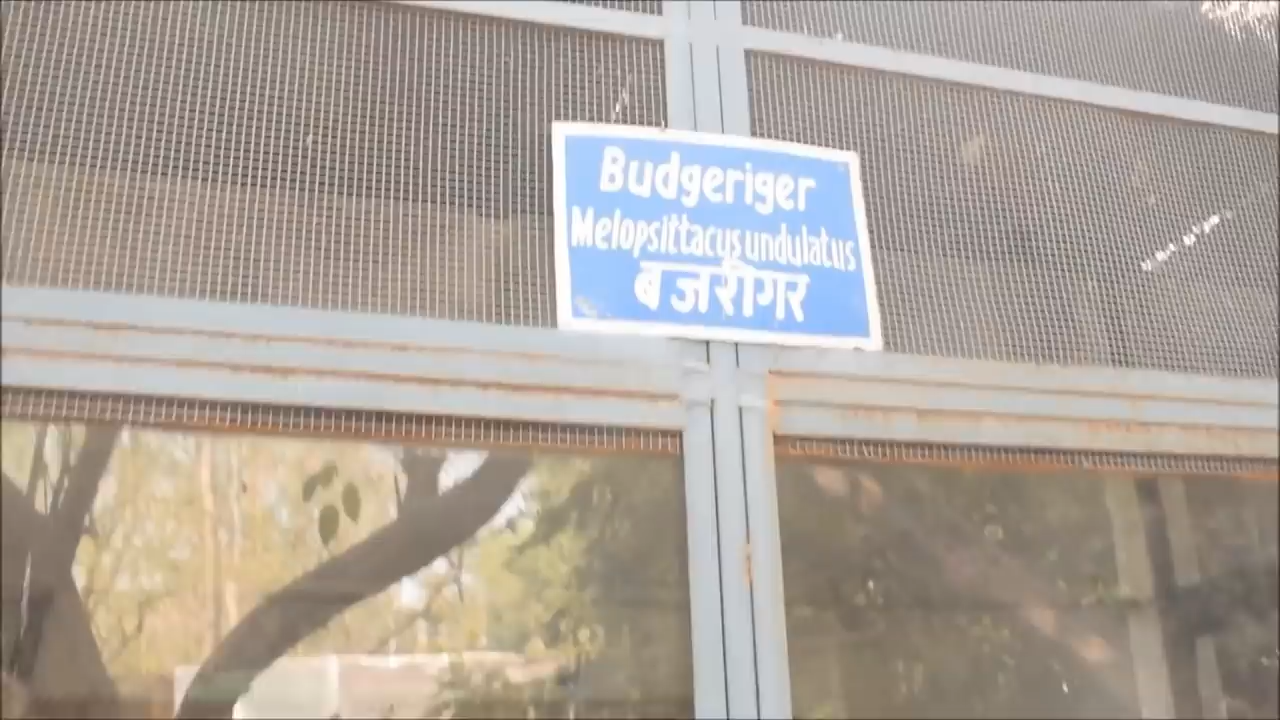 Budgeriger
Melopsittacus undulatus
बजरीगर